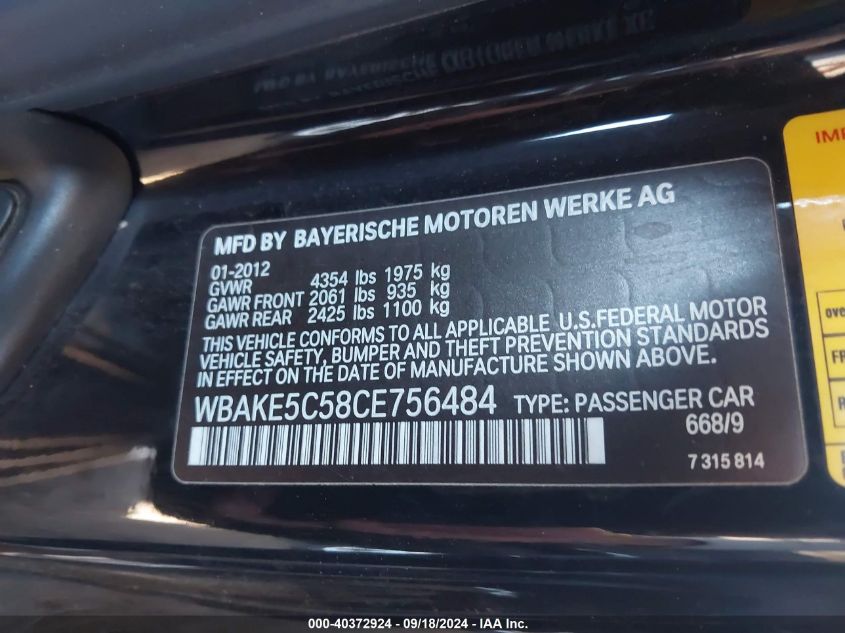 MFD BY BAYERISCHE MOTOREN WERKE AG
01-2012
GVWR 4354 lbs 1975 kg
GAWR FRONT 2061 lbs 935 kg
GAWR REAR 2425 lbs 1100 kg
THIS VEHICLE CONFORMS TO ALL APPLICABLE U.S.FEDERAL MOTOR
VEHICLE SAFETY, BUMPER AND THEFT PREVENTION STANDARDS
IN EFFECT ON THE DATE OF MANUFACTURE SHOWN ABOVE.
WBAKE5C58CE756484 TYPE: PASSENGER CAR
668/9
7 315 814
000-40372924 - 09/18/2024 - IAA Inc.